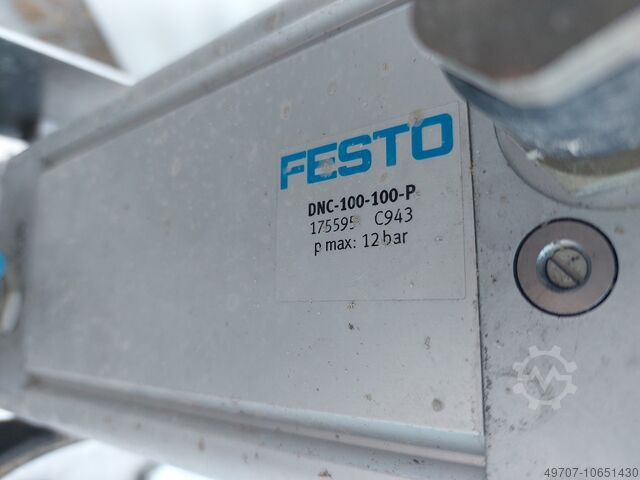 FESTO
DNC-100-100-P
175595 C943
p max: 12 bar
49707-10651430